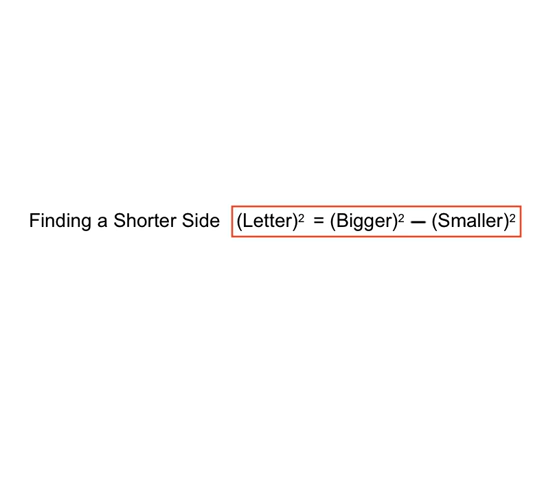 Finding a Shorter Side (Letter)² = (Bigger)² — (Smaller)²